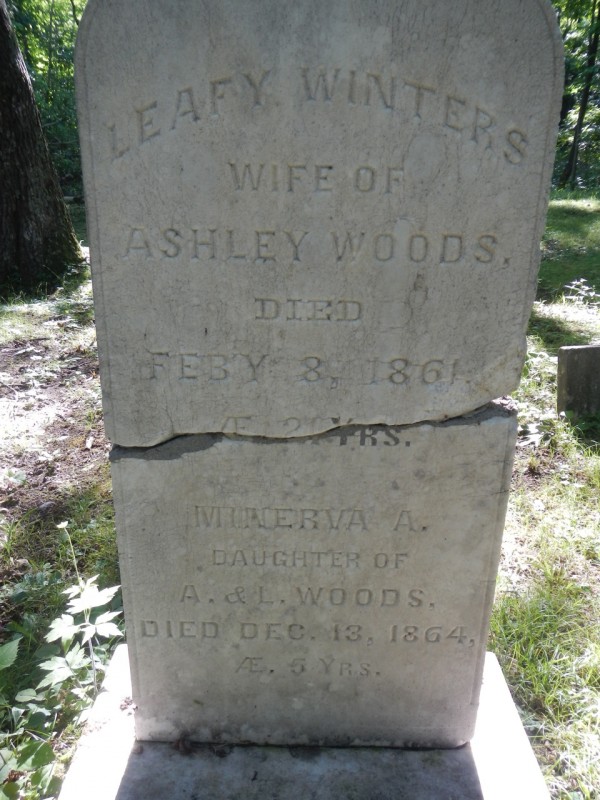 LEAFY WINTERS
WIFE OF
ASHLEY WOODS.
DIED
FEBY 8, 1861.
Æ. YRS.
MINERVA A.
DAUGHTER OF
A. & L. WOODS.
DIED DEC. 13, 1864,
Æ. 5 YRS.